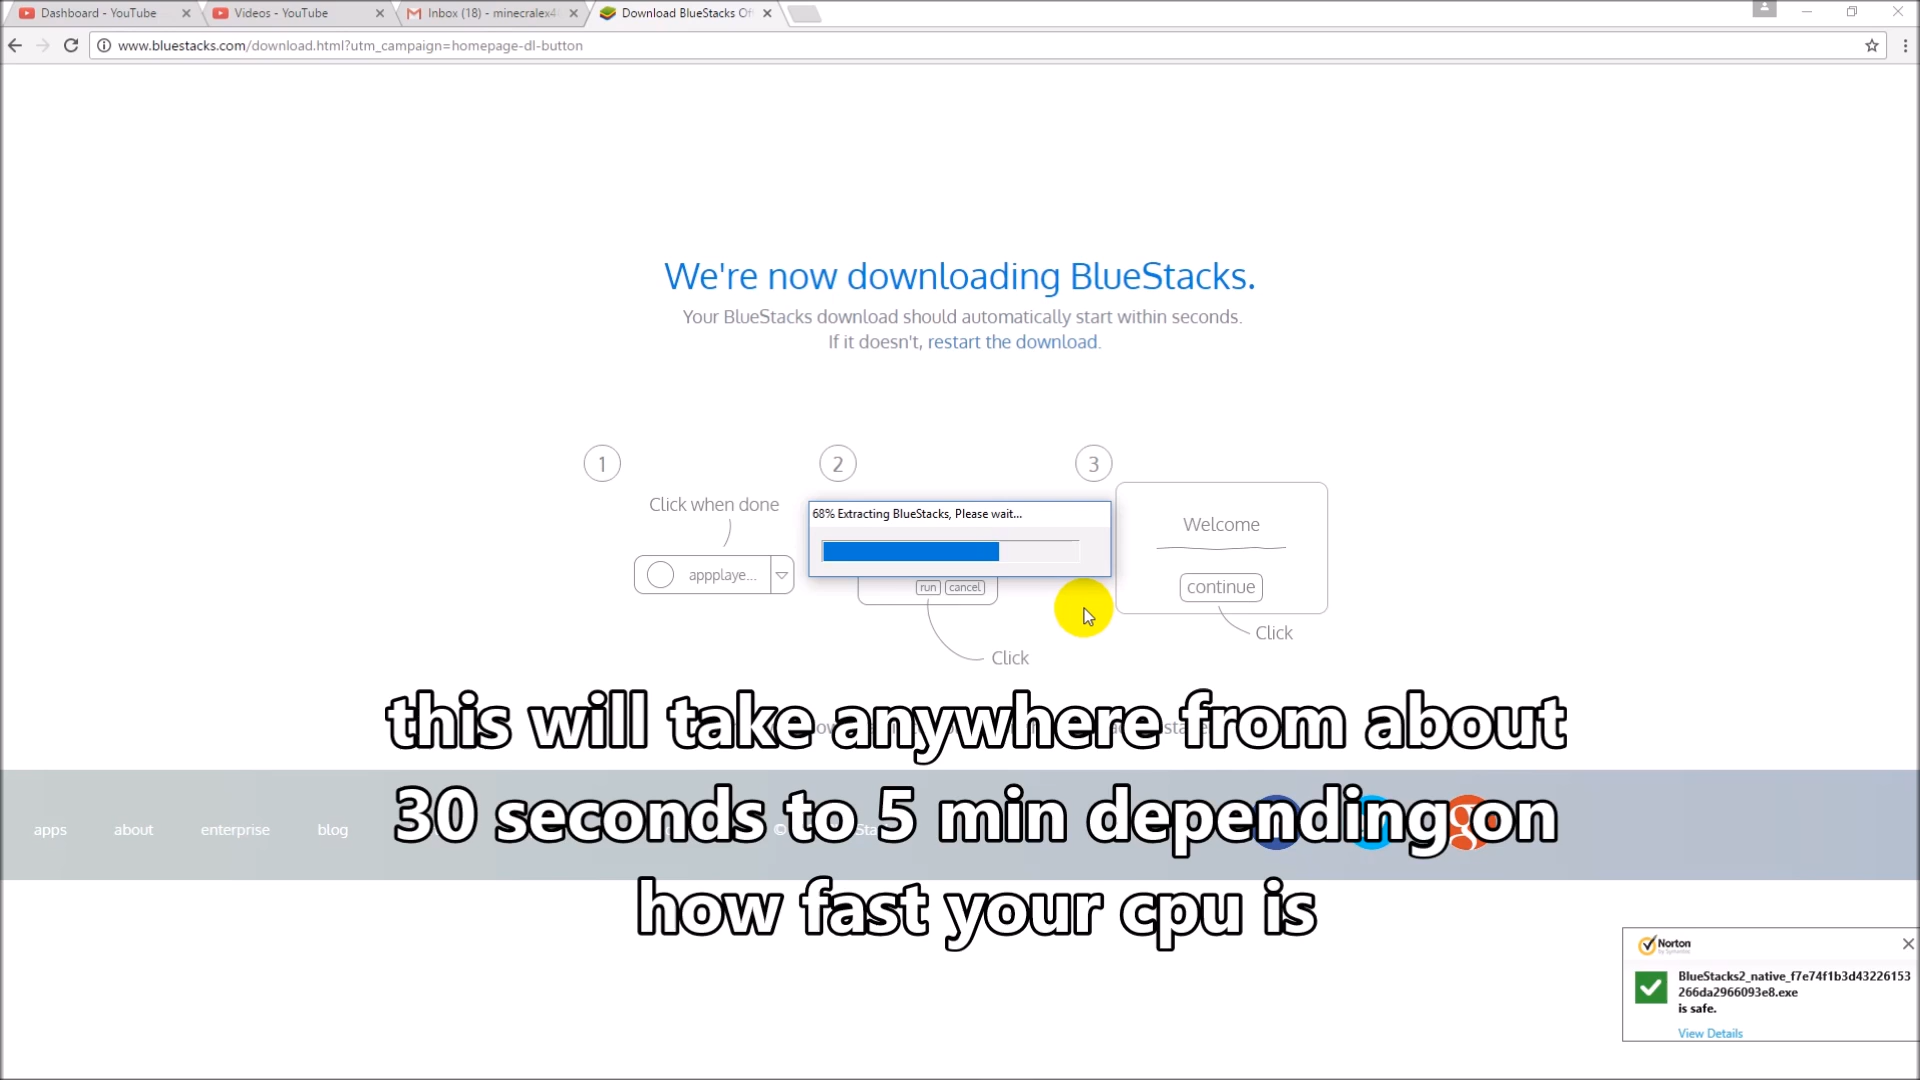 Dashboard - YouTube
Videos - YouTube
Inbox (18) - minecralex4
Download BlueStacks Off
www.bluestacks.com/download.html?utm_campaign=homepage-dl-button
We're now downloading BlueStacks.
Your BlueStacks download should automatically start within seconds.
If it doesn't, restart the download.
1
2
3
Click when done
68% Extracting BlueStacks, Please wait...
Welcome
appplaye...
run
cancel
continue
Click
Click
this will take anywhere from about
30 seconds to 5 min depending on
how fast your cpu is
apps
about
enterprise
blog
Norton
BlueStacks2_native_f7e74f1b3d43226153
266da2966093e8.exe
is safe.
View Details